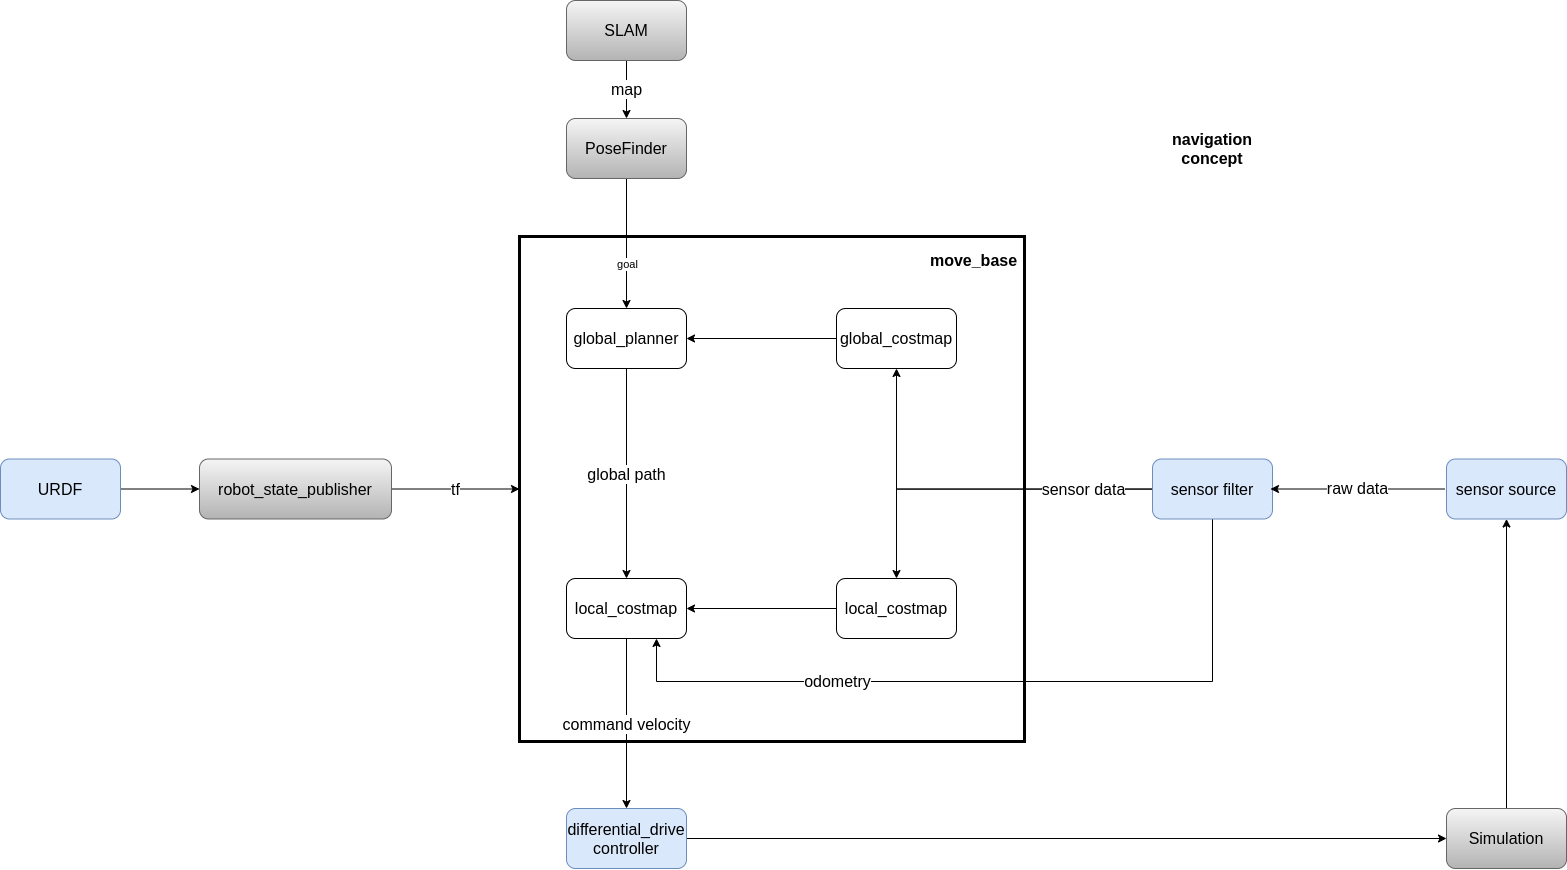 SLAM
map
PoseFinder
navigation
concept
move_base
goal
global_planner
global_costmap
global path
URDF
robot_state_publisher
tf
sensor data
sensor filter
raw data
sensor source
local_costmap
local_costmap
odometry
command velocity
differential_drive
controller
Simulation